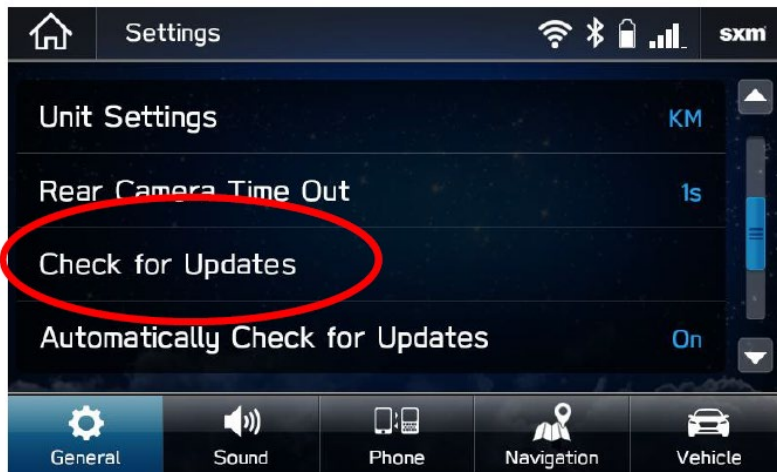 Settings
sxm
Unit Settings KM
Rear Camera Time Out 1s
Check for Updates
Automatically Check for Updates On
General Sound Phone Navigation Vehicle